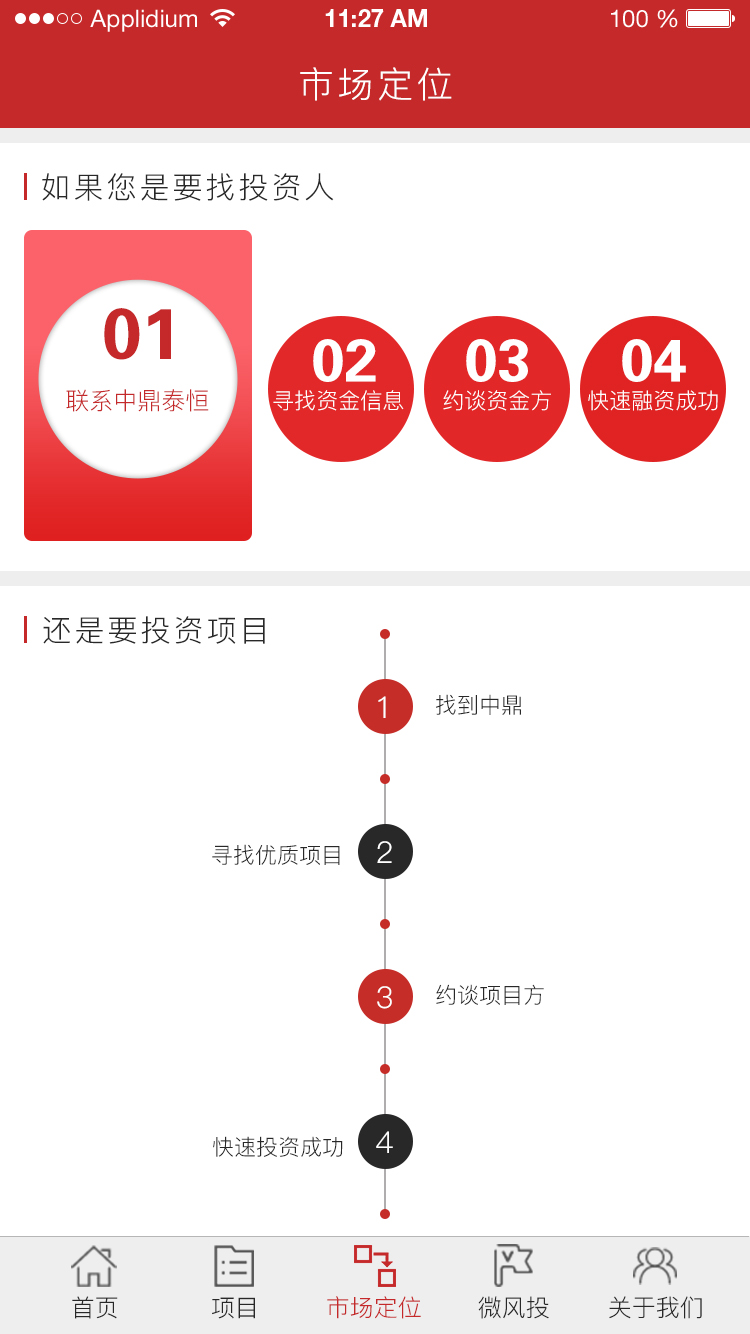 Applidium 11:27 AM 100 %
市场定位
如果您是要找投资人
01
联系中鼎泰恒
02
寻找资金信息
03
约谈资金方
04
快速融资成功
还是要投资项目
1 找到中鼎
寻找优质项目 2
3 约谈项目方
快速投资成功 4
首页 项目 市场定位 微风投 关于我们